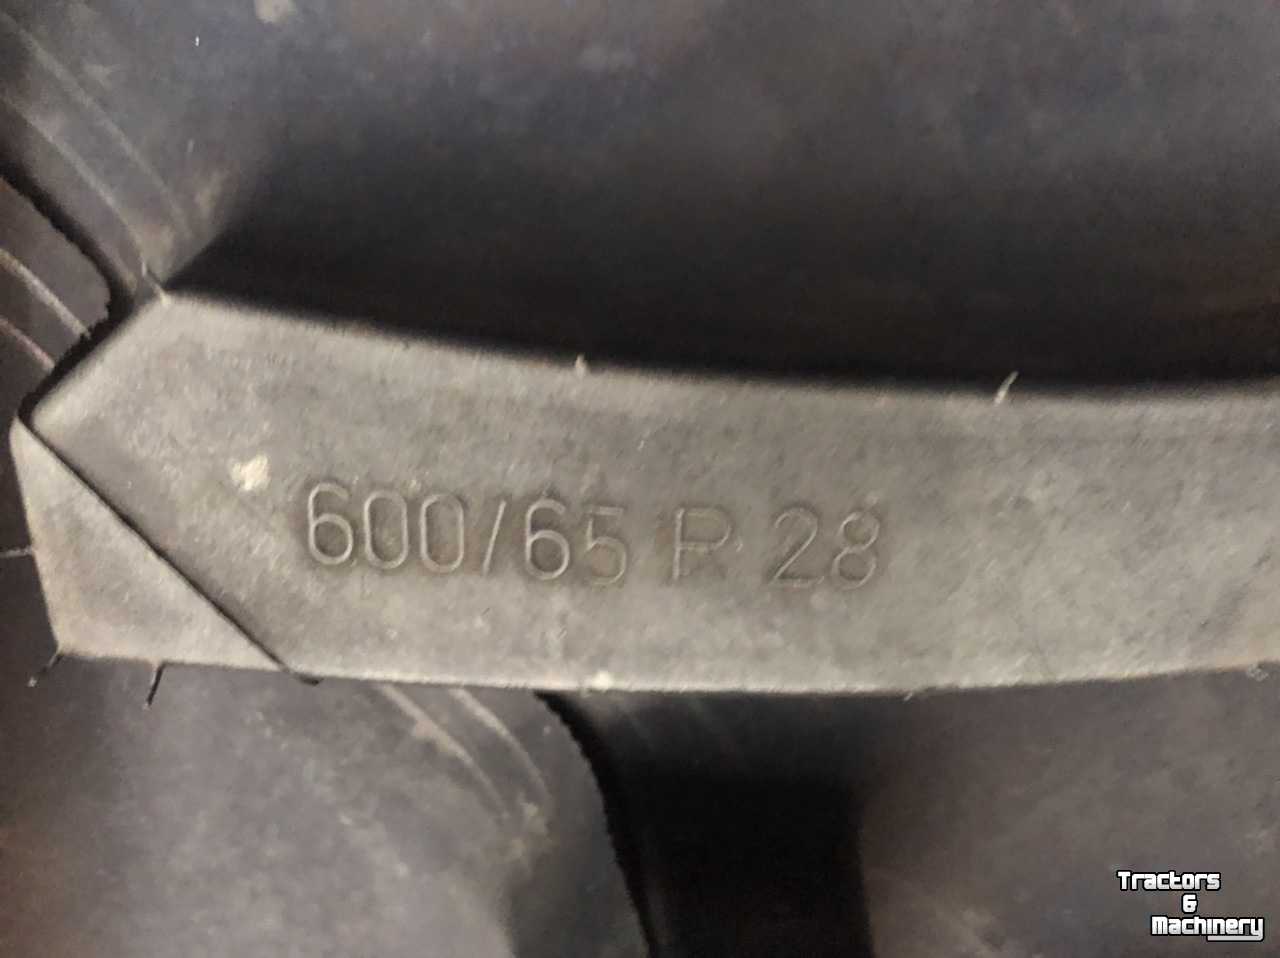 600/65 R 28
Tractors
&
Machinery